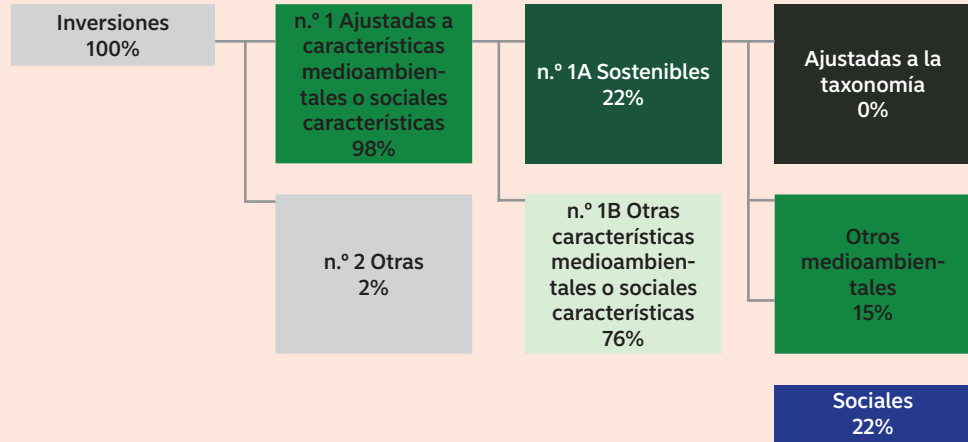 Inversiones
100%
n.º 1 Ajustadas a
características
medioambien-
tales o sociales
características
98%
n.º 1A Sostenibles
22%
Ajustadas a la
taxonomía
0%
n.º 2 Otras
2%
n.º 1B Otras
características
medioambien-
tales o sociales
características
76%
Otros
medioambien-
tales
15%
Sociales
22%